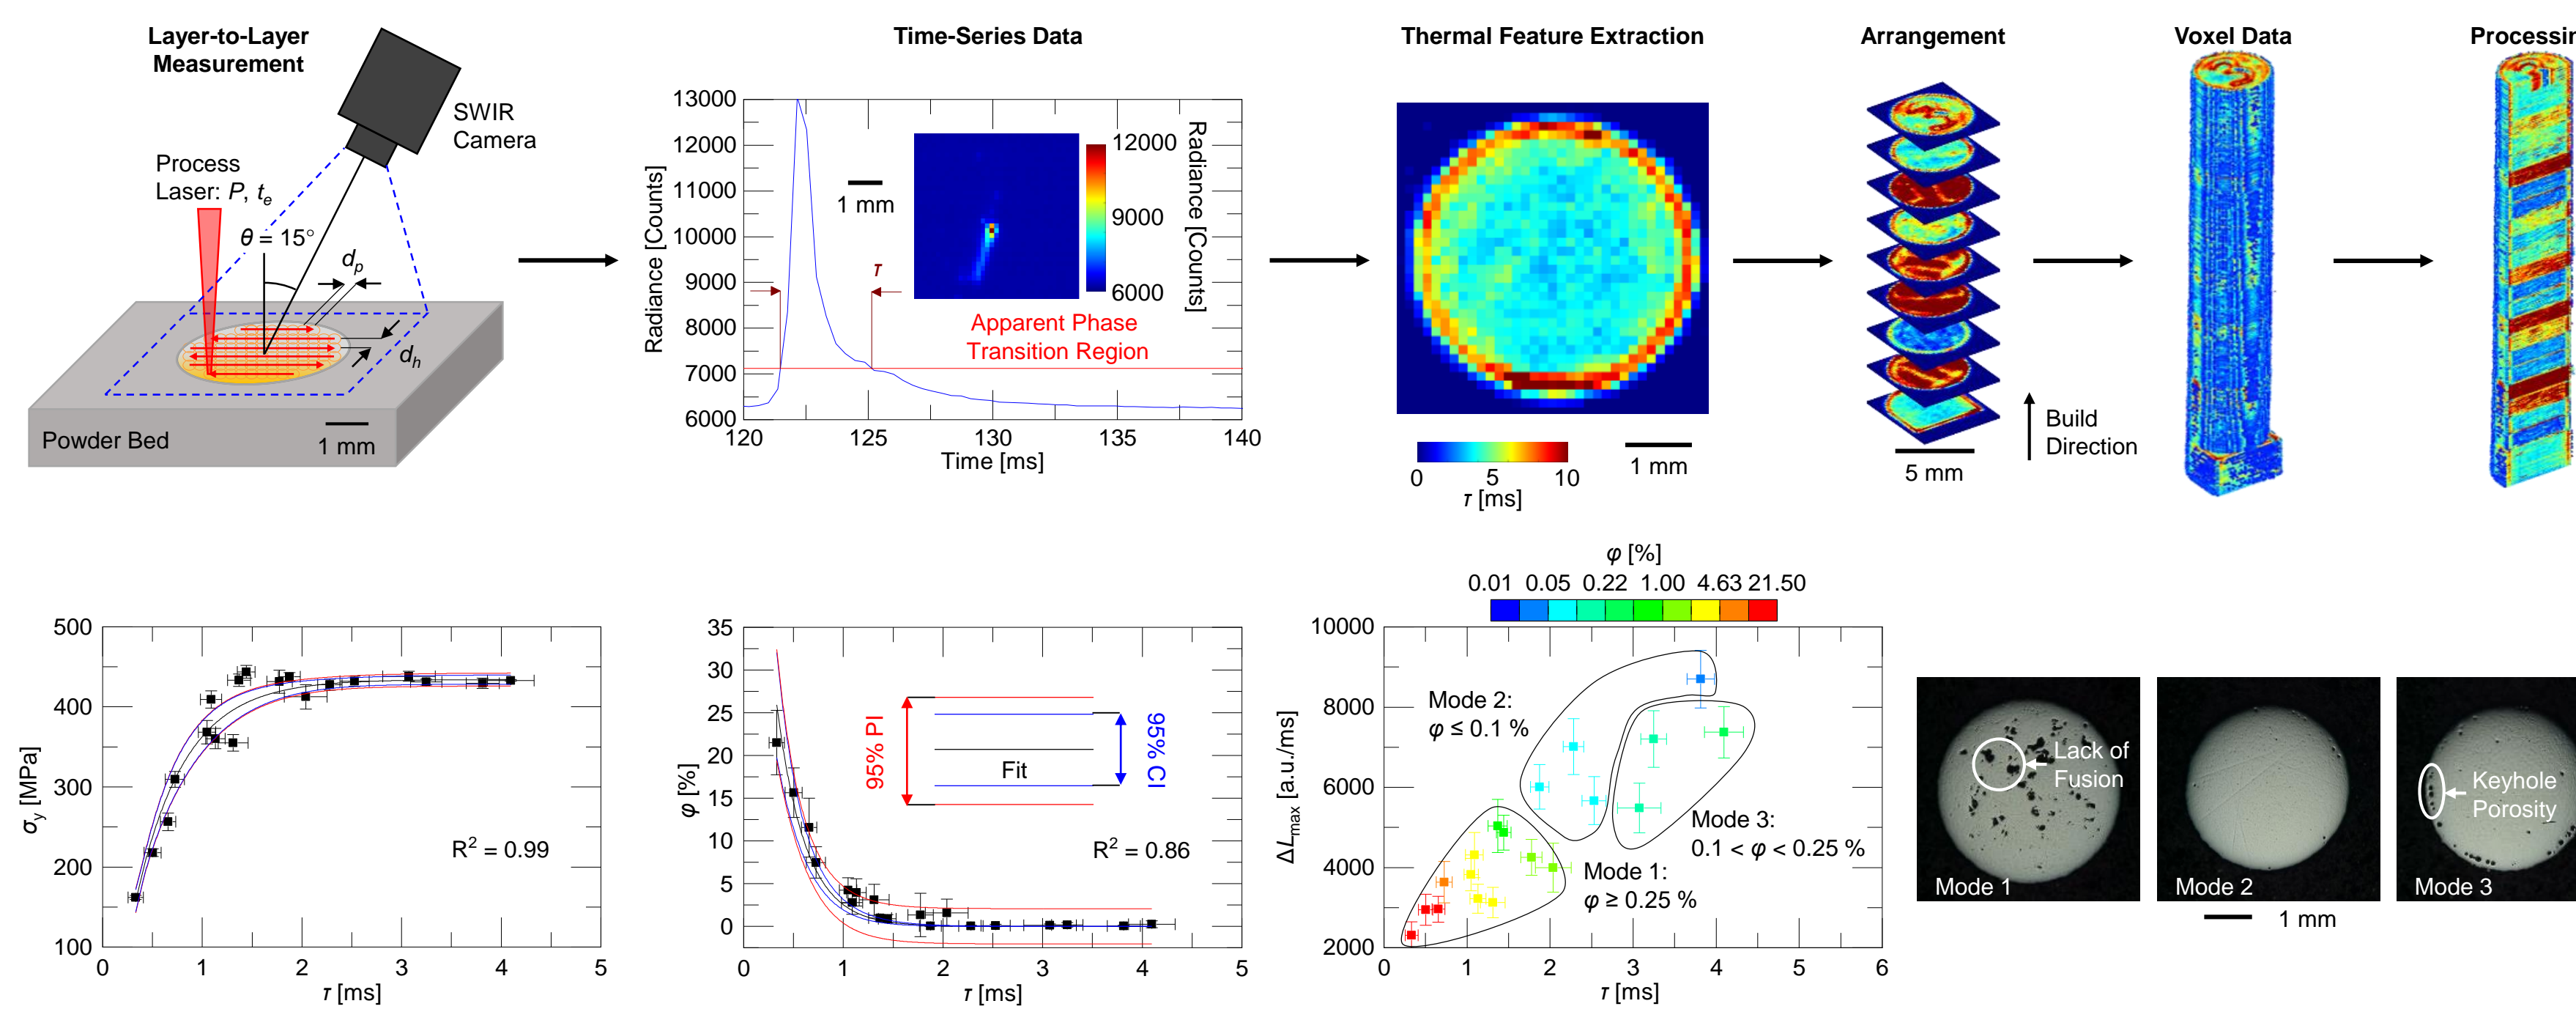 Layer-to-Layer
Measurement
SWIR
Camera
Process
Laser: P, tₑ
θ = 15°
dₚ
dₕ
Powder Bed
1 mm
Time-Series Data
Radiance [Counts]
13000
12000
11000
10000
9000
8000
7000
6000
120
125
130
135
140
Time [ms]
1 mm
τ
12000
9000
6000
Radiance [Counts]
Apparent Phase
Transition Region
Thermal Feature Extraction
0
5
10
τ [ms]
1 mm
Arrangement
5 mm
Build
Direction
Voxel Data
Processin
σy [MPa]
500
400
300
200
100
0
1
2
3
4
5
τ [ms]
R² = 0.99
φ [%]
35
30
25
20
15
10
5
0
0
1
2
3
4
5
τ [ms]
95% PI
Fit
95% CI
R² = 0.86
φ [%]
0.01 0.05 0.22 1.00 4.63 21.50
ΔLmax [a.u./ms]
10000
8000
6000
4000
2000
0
1
2
3
4
5
6
τ [ms]
Mode 2:
φ ≤ 0.1 %
Mode 3:
0.1 < φ < 0.25 %
Mode 1:
φ ≥ 0.25 %
Lack of
Fusion
Mode 1
Mode 2
Keyhole
Porosity
Mode 3
1 mm